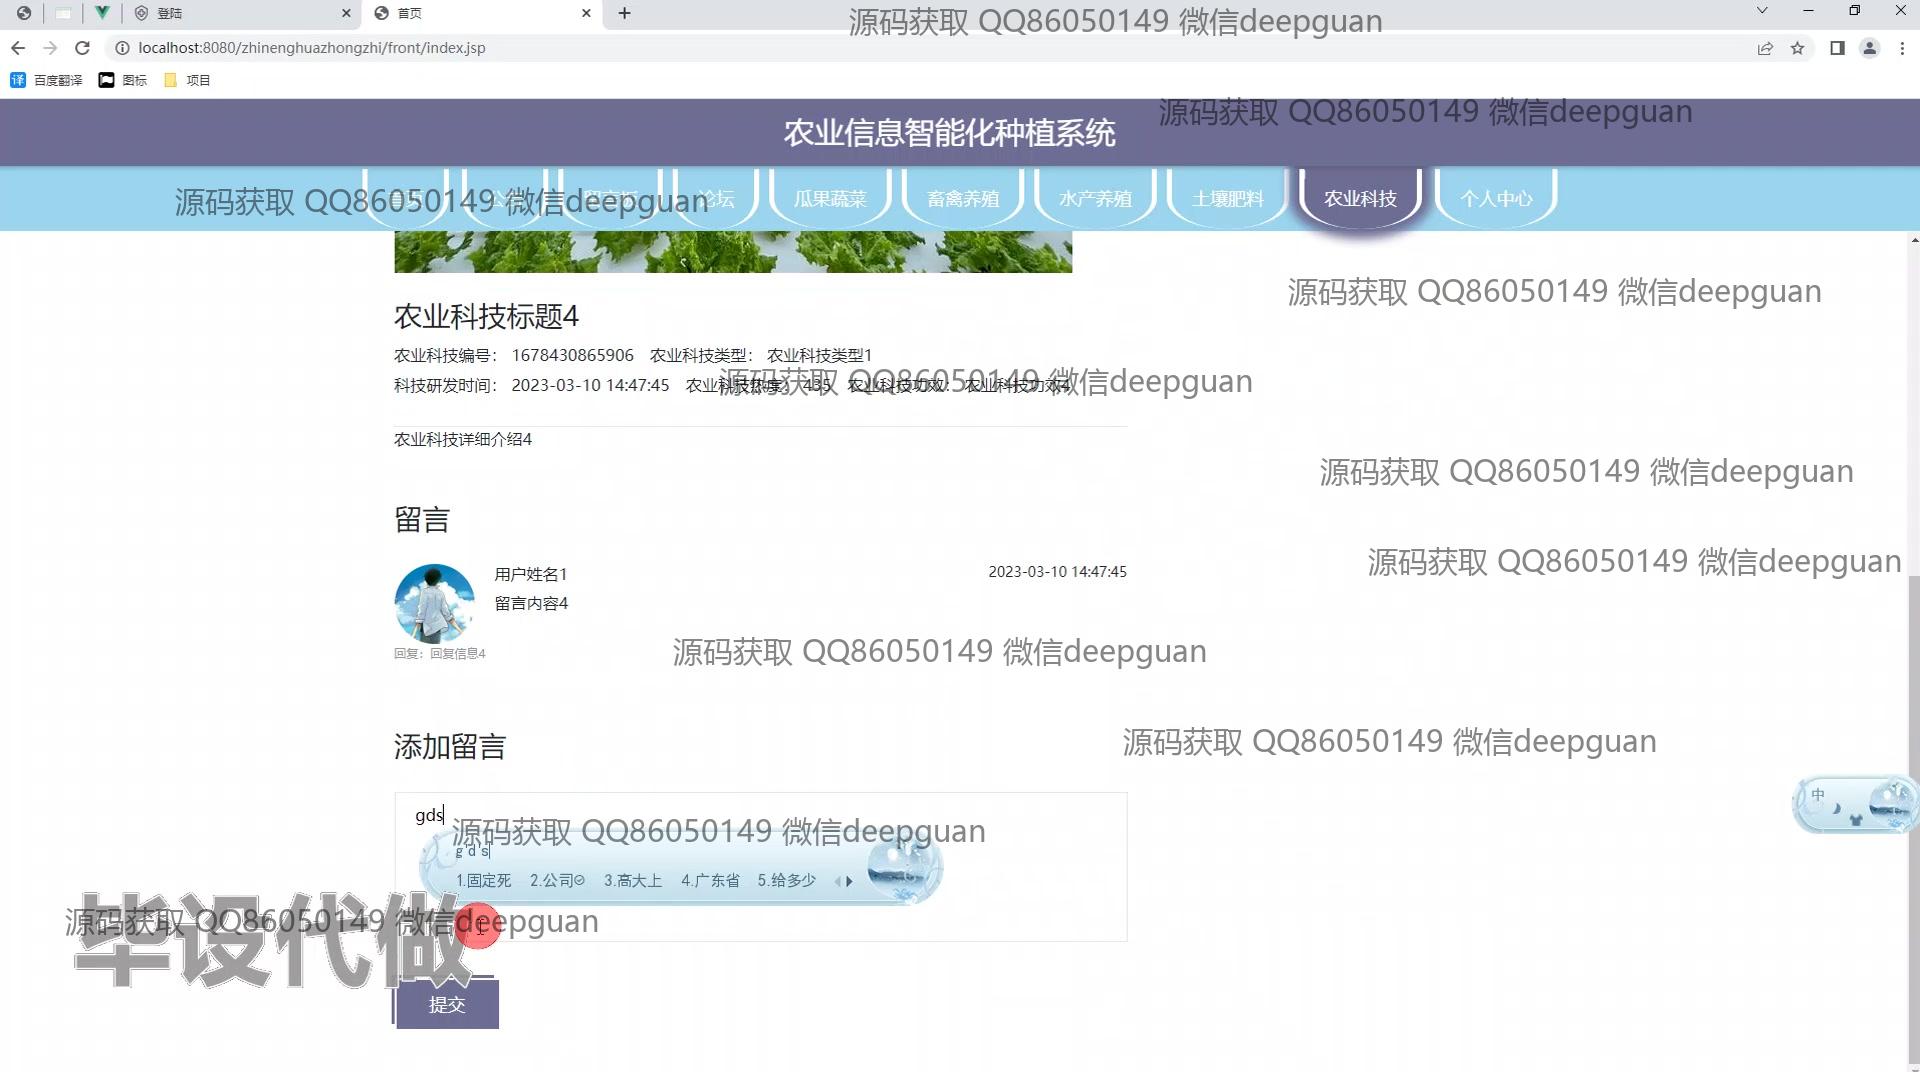 登陆
首页
源码获取 QQ86050149 微信deepguan
localhost:8080/zhinenghuazhongzhi/front/index.jsp
译 百度翻译 图标 项目
农业信息智能化种植系统
源码获取 QQ86050149 微信deepguan
源码获取 QQ86050149 微信deepguan
论坛 瓜果蔬菜 畜禽养殖 水产养殖 土壤肥料 农业科技 个人中心
源码获取 QQ86050149 微信deepguan
农业科技标题4
农业科技编号： 1678430865906 农业科技类型： 农业科技类型1
科技研发时间： 2023-03-10 14:47:45 农业科技热度： 435 农业科技功效： 农业科技功效4
源码获取 QQ86050149 微信deepguan
农业科技详细介绍4
源码获取 QQ86050149 微信deepguan
留言
源码获取 QQ86050149 微信deepguan
用户姓名1 2023-03-10 14:47:45
留言内容4
回复：回复信息4
源码获取 QQ86050149 微信deepguan
添加留言
源码获取 QQ86050149 微信deepguan
中
gds
源码获取 QQ86050149 微信deepguan
g'd's
1.固定死 2.公司 3.高大上 4.广东省 5.给多少
源码获取 QQ86050149 微信deepguan
毕设代做
提交